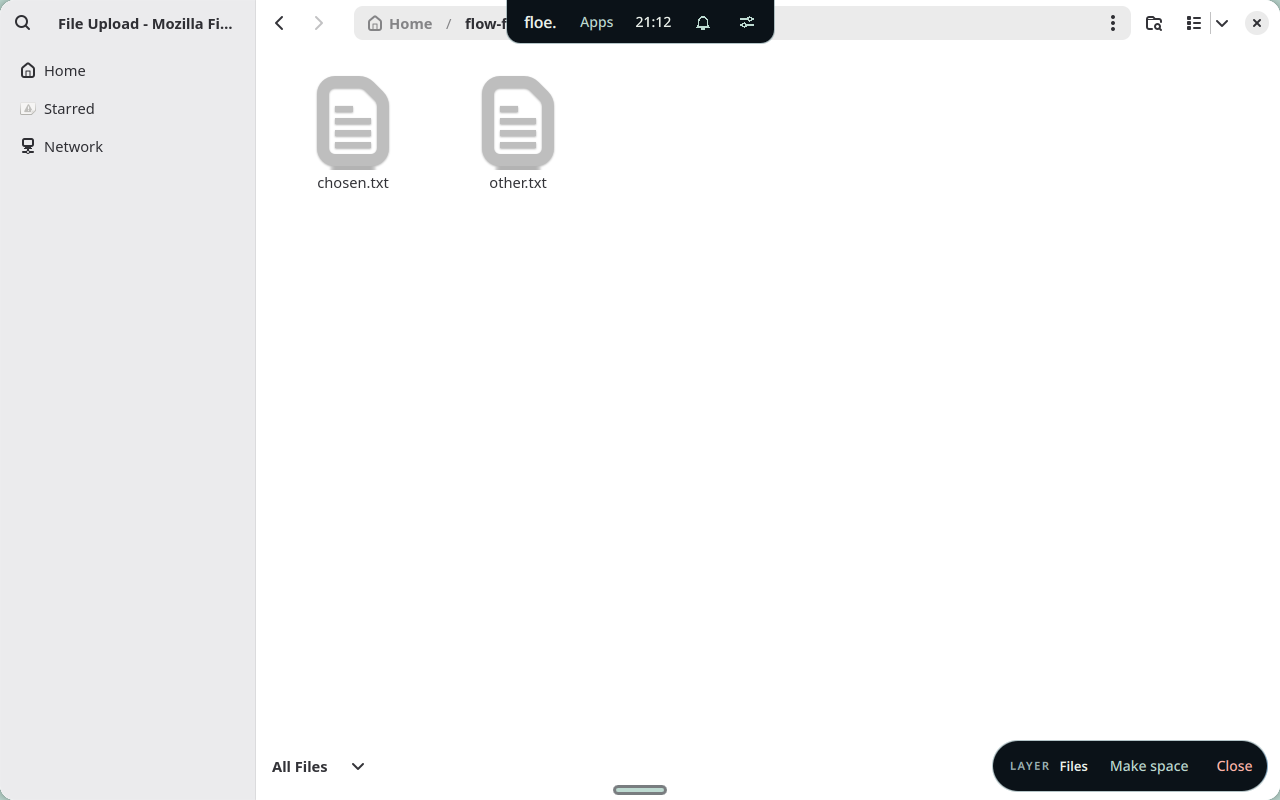 File Upload - Mozilla Fi...
Home / flow-f
floe. Apps 21:12
Home
Starred
Network
chosen.txt
other.txt
All Files
LAYER Files Make space Close